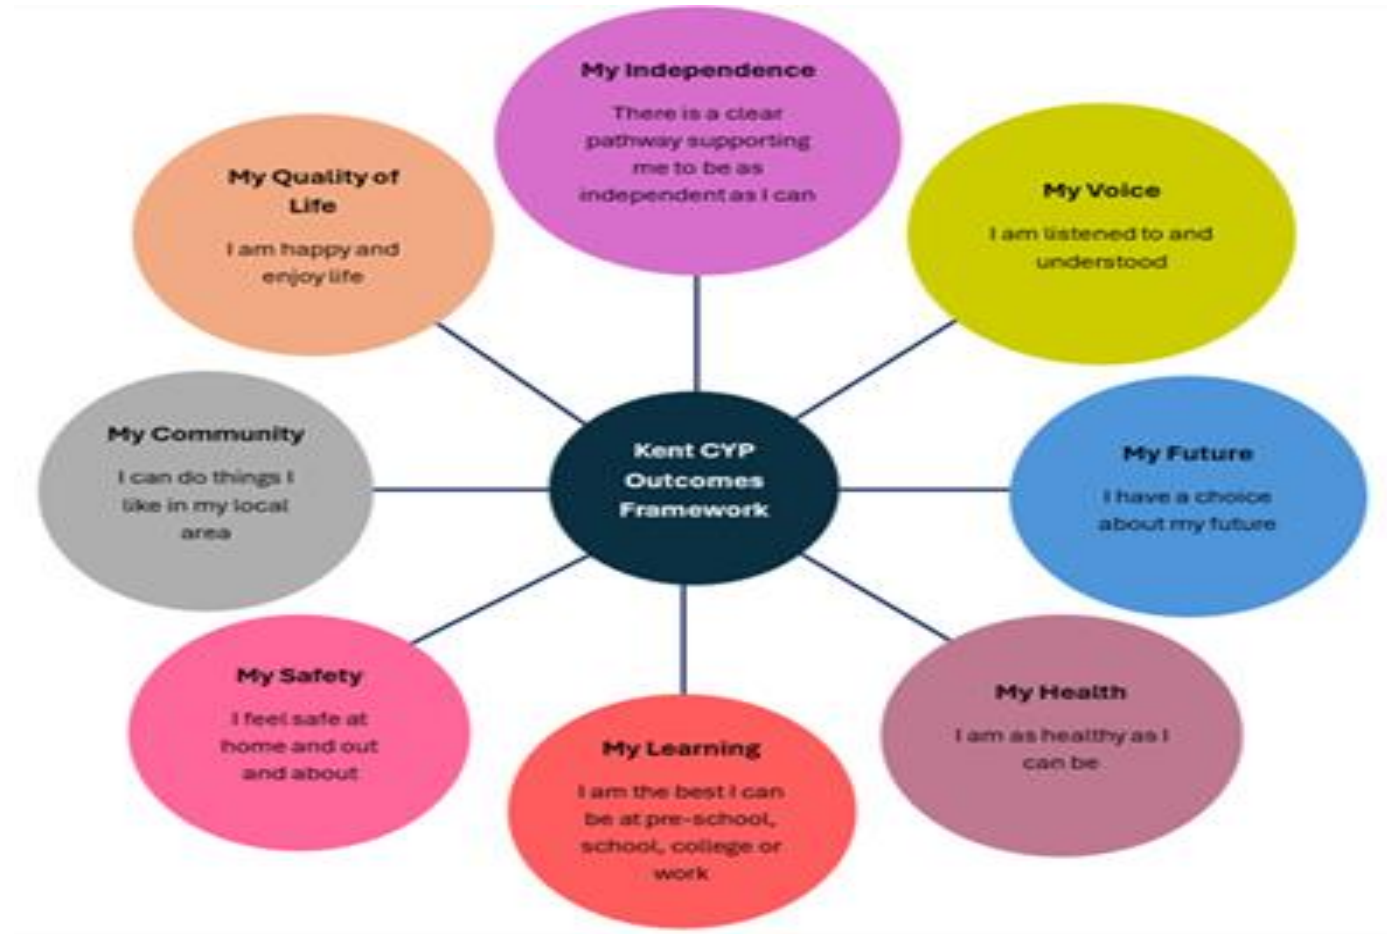 My Independence
There is a clear
pathway supporting
me to be as
independent as I can
My Voice
I am listened to and
understood
My Future
I have a choice
about my future
My Health
I am as healthy as I
can be
My Learning
I am the best I can
be at pre-school,
school, college or
work
My Safety
I feel safe at
home and out
and about
My Community
I can do things I
like in my local
area
My Quality of
Life
I am happy and
enjoy life
Kent CYP
Outcomes
Framework